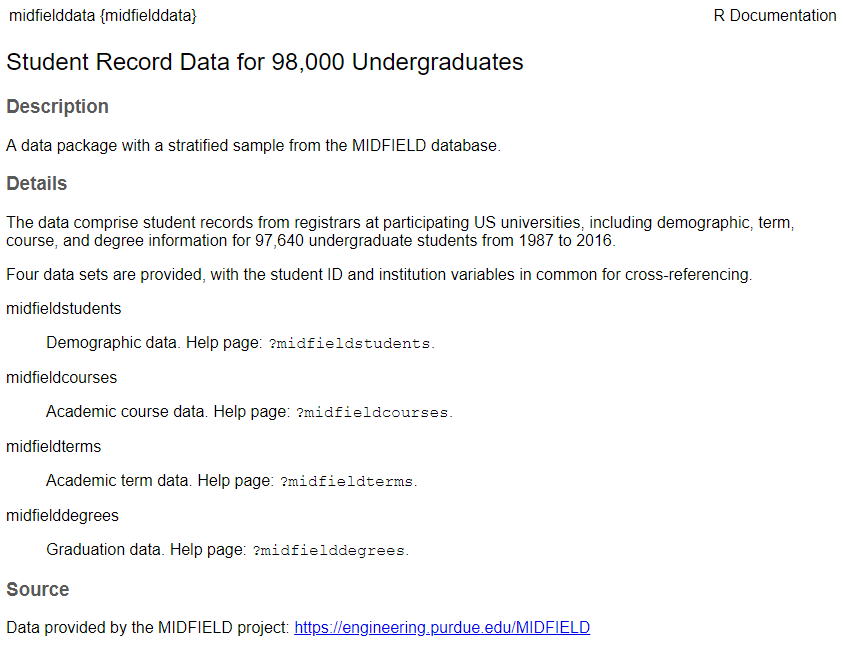 midfielddata {midfielddata}
R Documentation
Student Record Data for 98,000 Undergraduates
Description
A data package with a stratified sample from the MIDFIELD database.
Details
The data comprise student records from registrars at participating US universities, including demographic, term,
course, and degree information for 97,640 undergraduate students from 1987 to 2016.
Four data sets are provided, with the student ID and institution variables in common for cross-referencing.
midfieldstudents
Demographic data. Help page: ?midfieldstudents.
midfieldcourses
Academic course data. Help page: ?midfieldcourses.
midfieldterms
Academic term data. Help page: ?midfieldterms.
midfielddegrees
Graduation data. Help page: ?midfielddegrees.
Source
Data provided by the MIDFIELD project: https://engineering.purdue.edu/MIDFIELD